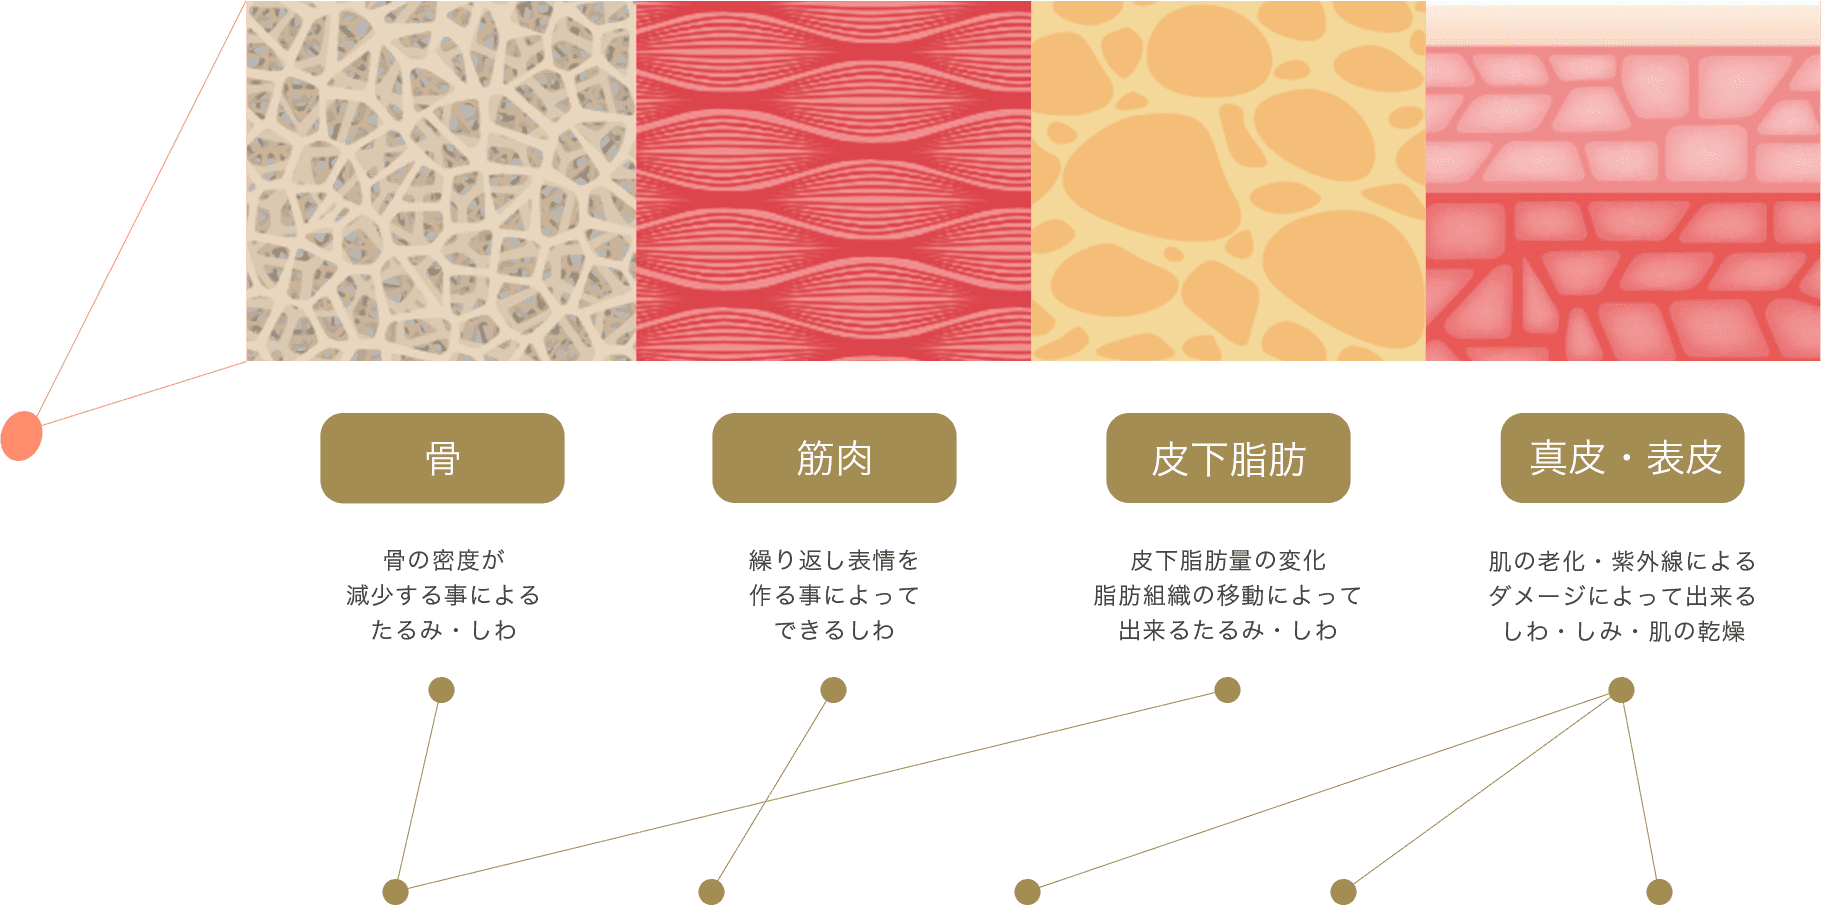 骨
筋肉
皮下脂肪
真皮・表皮
骨の密度が
減少する事による
たるみ・しわ
繰り返し表情を
作る事によって
できるしわ
皮下脂肪量の変化
脂肪組織の移動によって
出来るたるみ・しわ
肌の老化・紫外線による
ダメージによって出来る
しわ・しみ・肌の乾燥